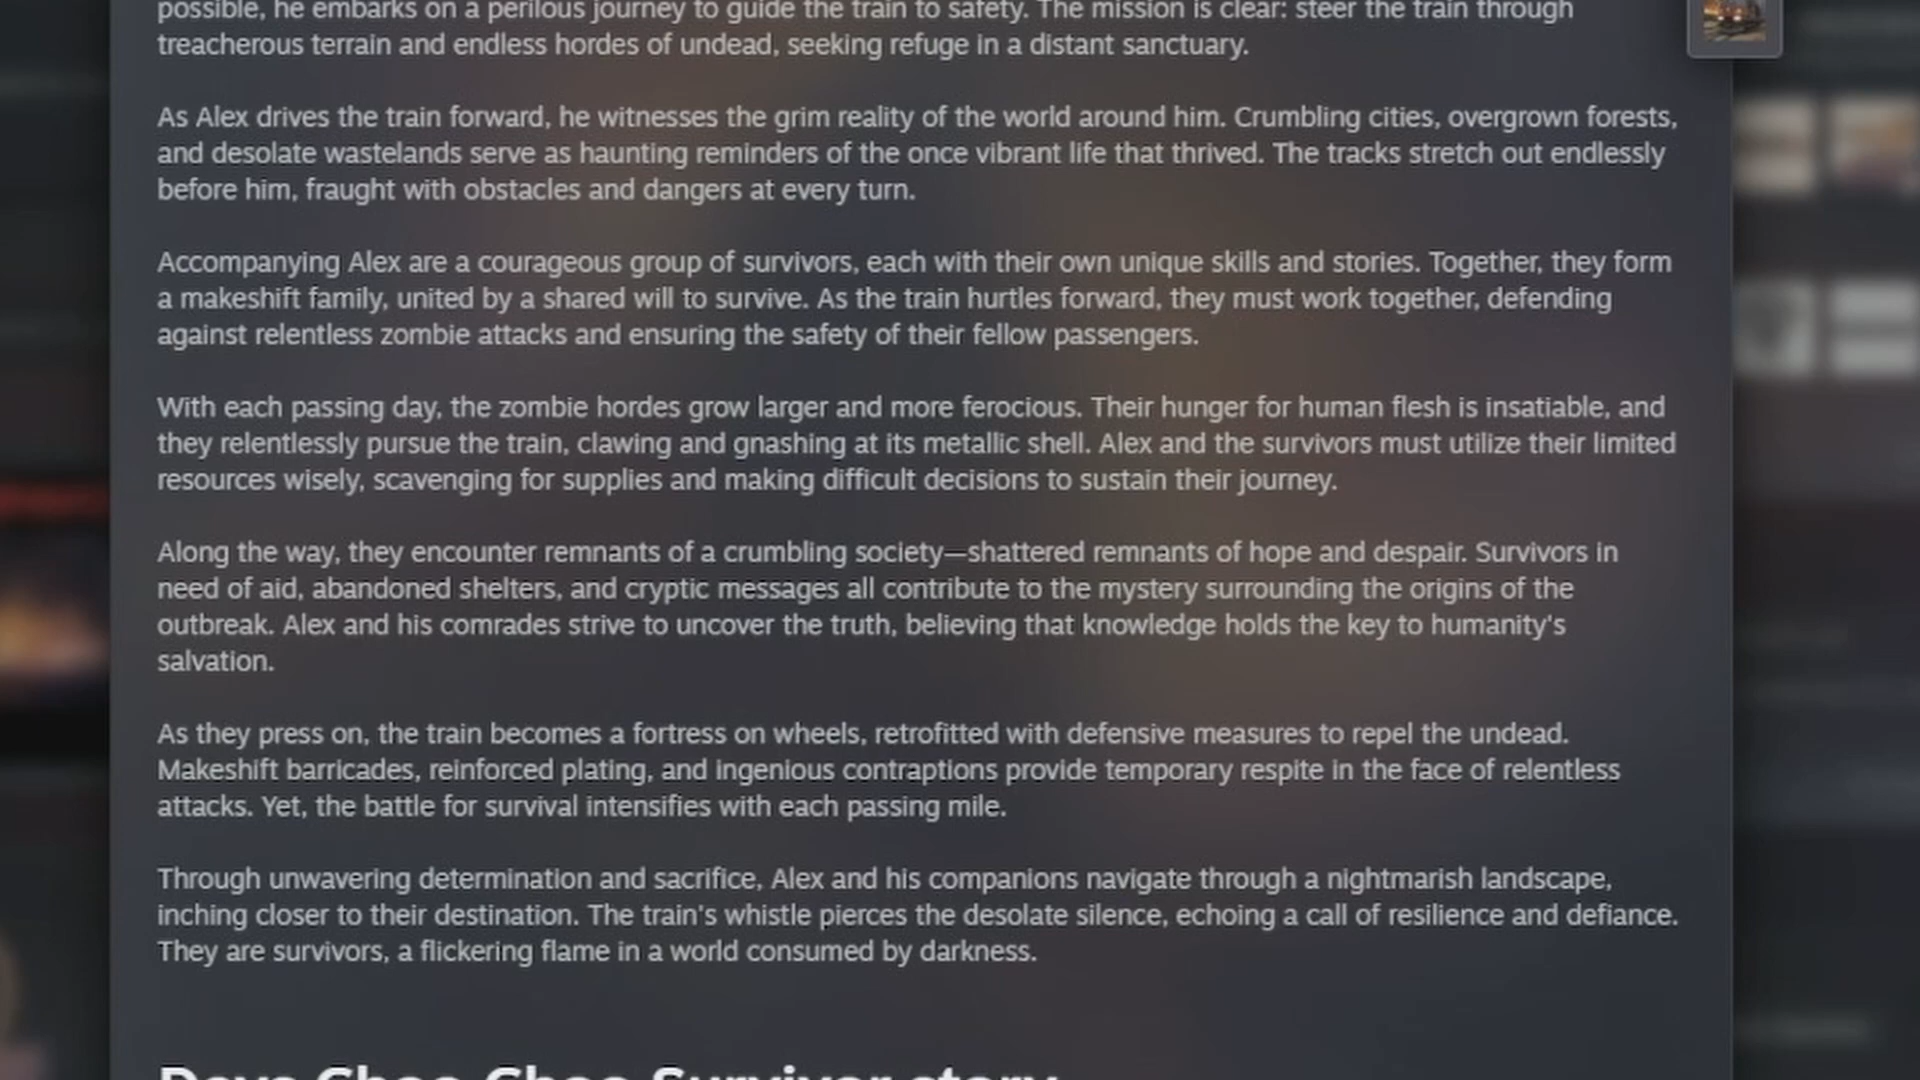 possible, he embarks on a perilous journey to guide the train to safety. The mission is clear: steer the train through
treacherous terrain and endless hordes of undead, seeking refuge in a distant sanctuary.
As Alex drives the train forward, he witnesses the grim reality of the world around him. Crumbling cities, overgrown forests,
and desolate wastelands serve as haunting reminders of the once vibrant life that thrived. The tracks stretch out endlessly
before him, fraught with obstacles and dangers at every turn.
Accompanying Alex are a courageous group of survivors, each with their own unique skills and stories. Together, they form
a makeshift family, united by a shared will to survive. As the train hurtles forward, they must work together, defending
against relentless zombie attacks and ensuring the safety of their fellow passengers.
With each passing day, the zombie hordes grow larger and more ferocious. Their hunger for human flesh is insatiable, and
they relentlessly pursue the train, clawing and gnashing at its metallic shell. Alex and the survivors must utilize their limited
resources wisely, scavenging for supplies and making difficult decisions to sustain their journey.
Along the way, they encounter remnants of a crumbling society—shattered remnants of hope and despair. Survivors in
need of aid, abandoned shelters, and cryptic messages all contribute to the mystery surrounding the origins of the
outbreak. Alex and his comrades strive to uncover the truth, believing that knowledge holds the key to humanity's
salvation.
As they press on, the train becomes a fortress on wheels, retrofitted with defensive measures to repel the undead.
Makeshift barricades, reinforced plating, and ingenious contraptions provide temporary respite in the face of relentless
attacks. Yet, the battle for survival intensifies with each passing mile.
Through unwavering determination and sacrifice, Alex and his companions navigate through a nightmarish landscape,
inching closer to their destination. The train's whistle pierces the desolate silence, echoing a call of resilience and defiance.
They are survivors, a flickering flame in a world consumed by darkness.
Choo-Choo Survivor story